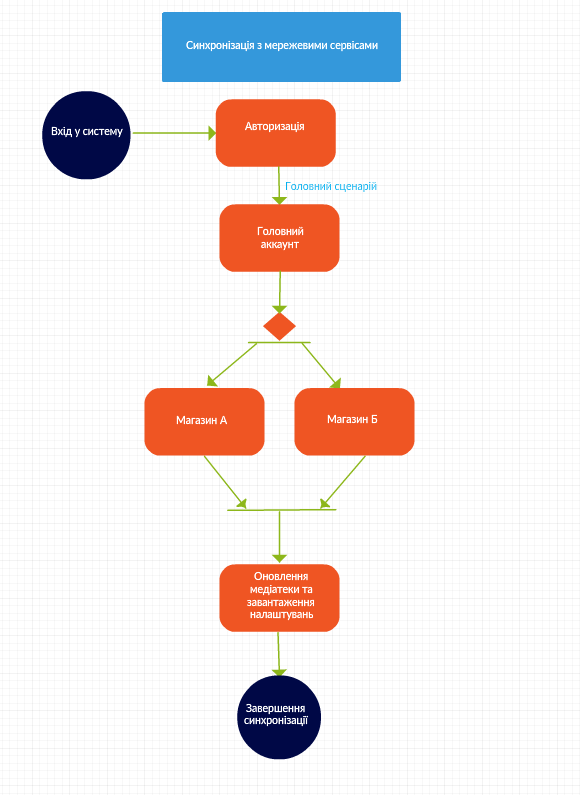 Синхронізація з мережевими сервісами
Вхід у систему
Авторизація
Головний сценарій
Головний
аккаунт
Магазин А
Магазин Б
Оновлення
медіатеки та
завантаження
налаштувань
Завершення
синхронізації